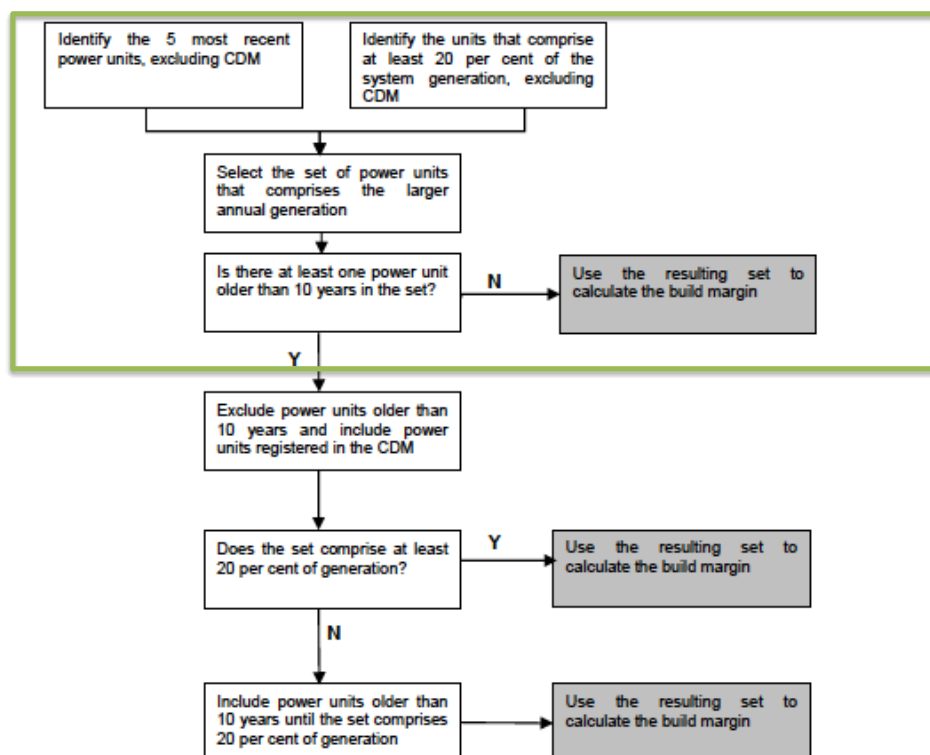 Identify the 5 most recent
power units, excluding CDM
Identify the units that comprise
at least 20 per cent of the
system generation, excluding
CDM
Select the set of power units
that comprises the larger
annual generation
Is there at least one power unit
older than 10 years in the set?
N
Use the resulting set to
calculate the build margin
Y
Exclude power units older than
10 years and include power
units registered in the CDM
Does the set comprise at least
20 per cent of generation?
Y
Use the resulting set to
calculate the build margin
N
Include power units older than
10 years until the set comprises
20 per cent of generation
Use the resulting set to
calculate the build margin